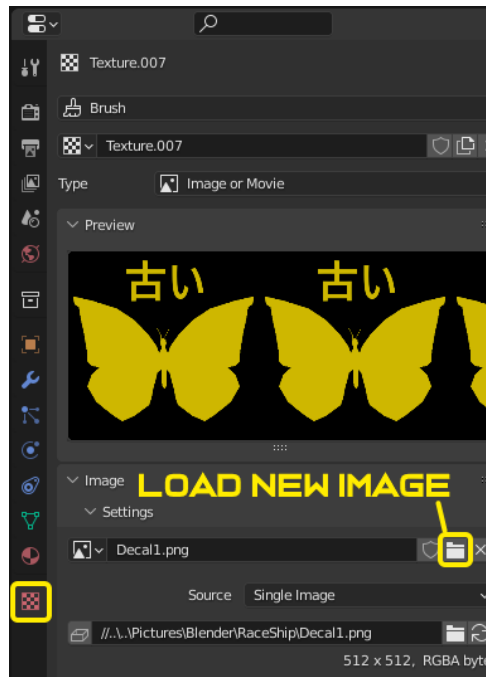 Texture.007
Brush
Texture.007
Type Image or Movie
Preview
古い 古い
Image
LOAD NEW IMAGE
Settings
Decal1.png
Source Single Image
//..\..\Pictures\Blender\RaceShip\Decal1.png
512 x 512, RGBA byte